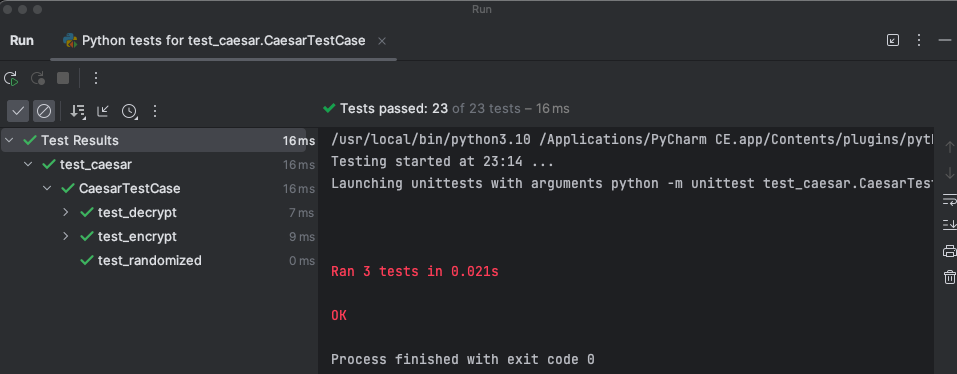 Run
Run Python tests for test_caesar.CaesarTestCase
Tests passed: 23 of 23 tests – 16 ms
Test Results 16 ms
test_caesar 16 ms
CaesarTestCase 16 ms
test_decrypt 7 ms
test_encrypt 9 ms
test_randomized 0 ms
/usr/local/bin/python3.10 /Applications/PyCharm CE.app/Contents/plugins/pyth
Testing started at 23:14 ...
Launching unittests with arguments python -m unittest test_caesar.CaesarTes
Ran 3 tests in 0.021s
OK
Process finished with exit code 0